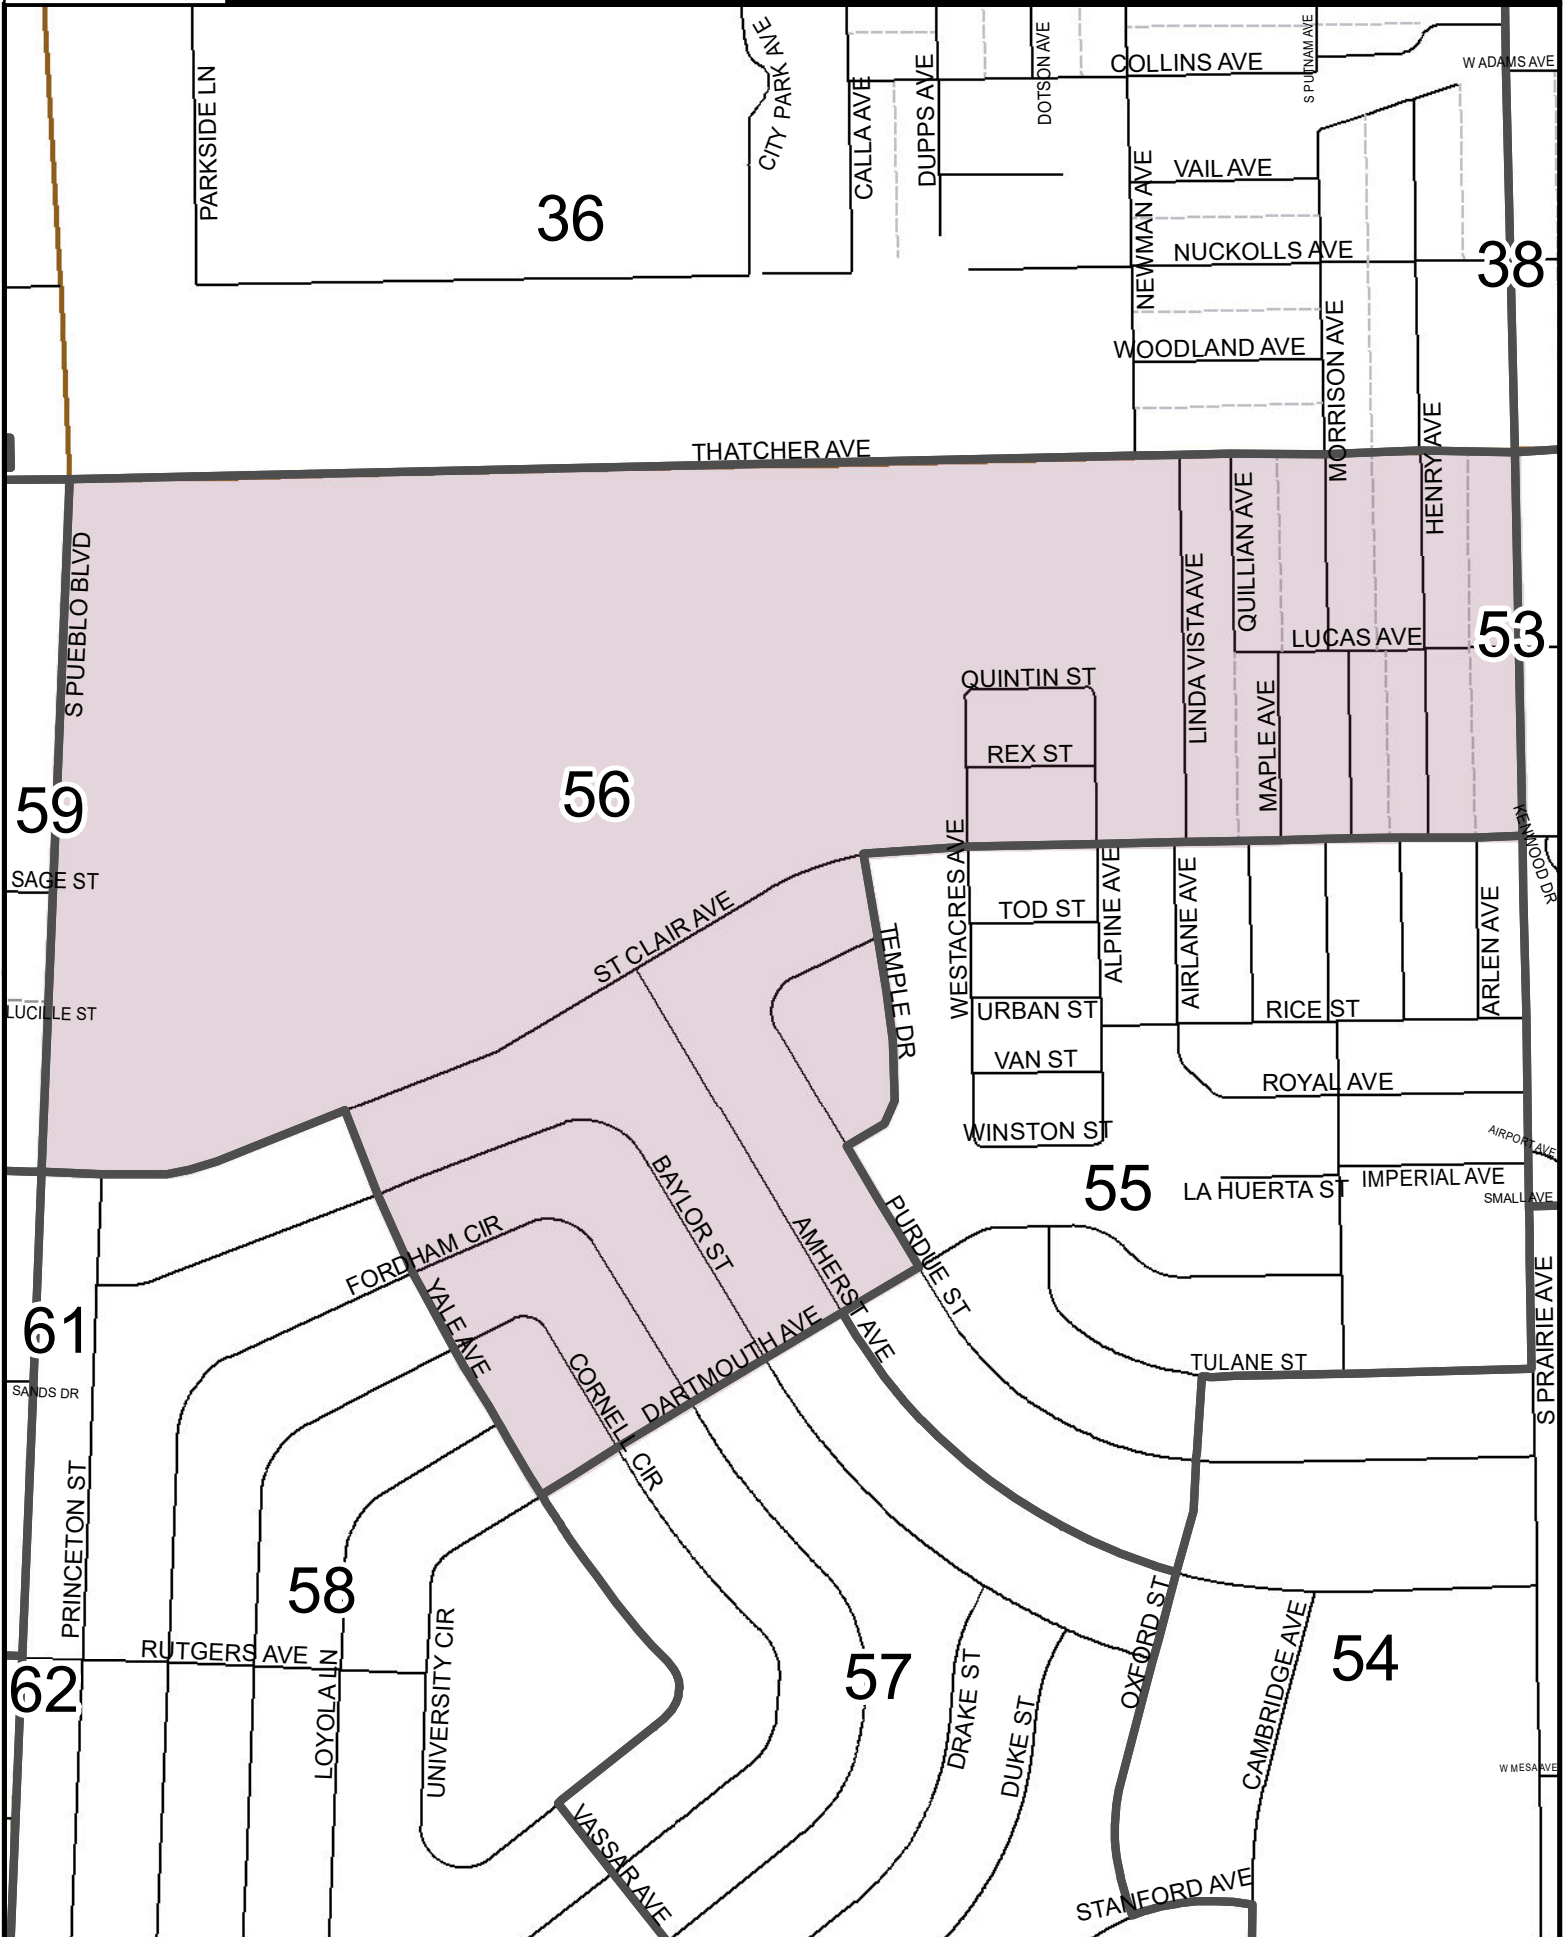 PARKSIDE LN
CITY PARK AVE
CALLA AVE
DUPPS AVE
DOTSON AVE
COLLINS AVE
S PUTNAM AVE
W ADAMS AVE
36
VAIL AVE
NEWMAN AVE
NUCKOLLS AVE
38
WOODLAND AVE
MORRISON AVE
HENRY AVE
THATCHER AVE
S PUEBLO BLVD
QUILLIAN AVE
LINDA VISTA AVE
LUCAS AVE
53
QUINTIN ST
REX ST
MAPLE AVE
59
56
KENWOOD DR
SAGE ST
ST CLAIR AVE
WESTACRES AVE
TOD ST
ALPINE AVE
AIRLANE AVE
ARLEN AVE
TEMPLE DR
LUCILLE ST
URBAN ST
RICE ST
VAN ST
ROYAL AVE
WINSTON ST
AIRPORT AVE
55
LA HUERTA ST
IMPERIAL AVE
SMALL AVE
BAYLOR ST
AMHERST AVE
PURDUE ST
FORDHAM CIR
YALE AVE
61
SANDS DR
CORNELL CIR
DARTMOUTH AVE
TULANE ST
S PRAIRIE AVE
PRINCETON ST
58
RUTGERS AVE
62
LOYOLA LN
UNIVERSITY CIR
57
DRAKE ST
DUKE ST
OXFORD ST
CAMBRIDGE AVE
54
W MESA AVE
VASSAR AVE
STANFORD AVE